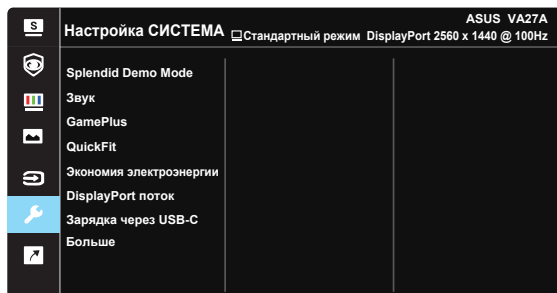 S
ASUS VA27A
Настройка СИСТЕМА
Стандартный режим DisplayPort 2560 x 1440 @ 100Hz
Splendid Demo Mode
Звук
GamePlus
QuickFit
Экономия электроэнергии
DisplayPort поток
Зарядка через USB-C
Больше